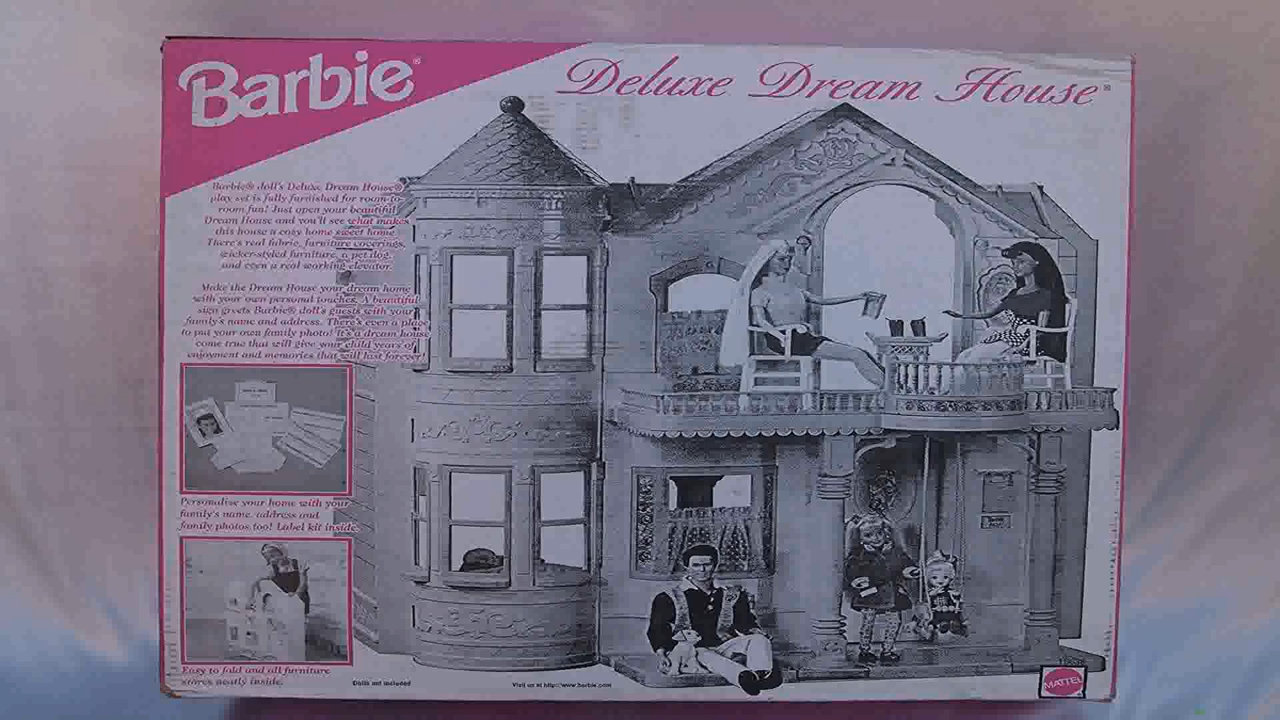 Barbie®
Deluxe Dream House®
Barbie® doll's Deluxe Dream House®
play set is fully furnished for room-to-
room fun! Just open your beautiful
Dream House and you'll see what makes
this house a cozy home sweet home.
There's real fabric, furniture coverings,
wicker-styled furniture, a pet dog,
and even a real working elevator.
Make the Dream House your dream home
with your own personal touches. A beautiful
sign greets Barbie® doll's guests with your
family's name and address. There's even a place
to put your own family photo! It's a dream house
come true that will give your child years of
enjoyment and memories that will last forever!
Personalise your home with your
family's name, address and
family photos too! Label kit inside.
Easy to fold and all furniture
stores neatly inside.
Dolls not included
Visit us at http://www.barbie.com
MATTEL